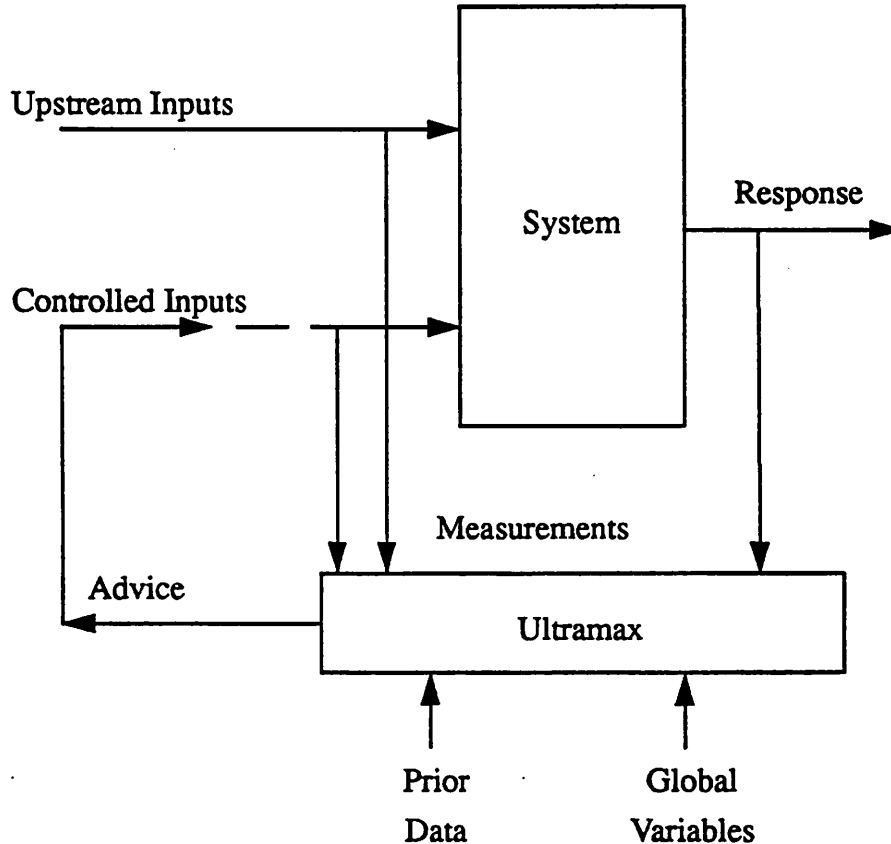 Upstream Inputs
System
Response
Controlled Inputs
Measurements
Advice
Ultramax
Prior
Data
Global
Variables